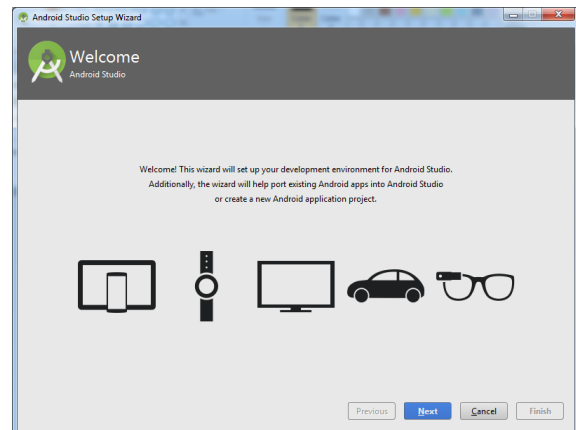 Android Studio Setup Wizard
Welcome
Android Studio
Welcome! This wizard will set up your development environment for Android Studio.
Additionally, the wizard will help port existing Android apps into Android Studio
or create a new Android application project.
Previous
Next
Cancel
Finish